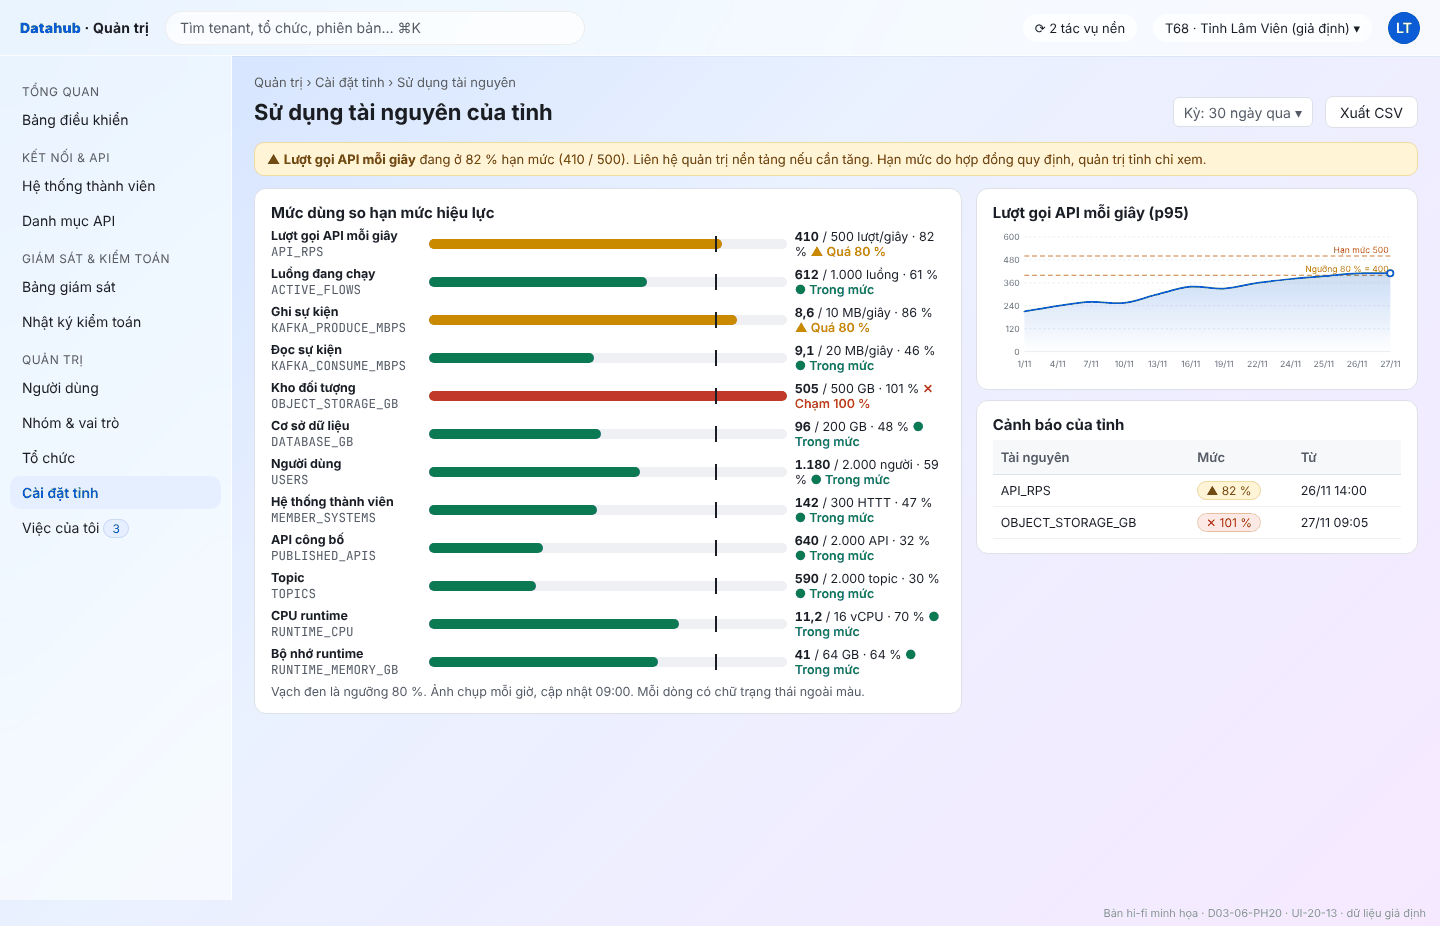 Datahub · Quản trị
Tìm tenant, tổ chức, phiên bản... ⌘K
⟳ 2 tác vụ nền
T68 · Tỉnh Lâm Viên (giả định) ▾
LT
TỔNG QUAN
Bảng điều khiển
KẾT NỐI & API
Hệ thống thành viên
Danh mục API
GIÁM SÁT & KIỂM TOÁN
Bảng giám sát
Nhật ký kiểm toán
QUẢN TRỊ
Người dùng
Nhóm & vai trò
Tổ chức
Cài đặt tỉnh
Việc của tôi 3
Quản trị › Cài đặt tỉnh › Sử dụng tài nguyên
Sử dụng tài nguyên của tỉnh
Kỳ: 30 ngày qua ▾
Xuất CSV
▲ Lượt gọi API mỗi giây đang ở 82 % hạn mức (410 / 500). Liên hệ quản trị nền tảng nếu cần tăng. Hạn mức do hợp đồng quy định, quản trị tỉnh chỉ xem.
Mức dùng so hạn mức hiệu lực
Lượt gọi API mỗi giây
API_RPS
410 / 500 lượt/giây · 82
% ▲ Quá 80 %
Luồng đang chạy
ACTIVE_FLOWS
612 / 1.000 luồng · 61 %
● Trong mức
Ghi sự kiện
KAFKA_PRODUCE_MBPS
8,6 / 10 MB/giây · 86 %
▲ Quá 80 %
Đọc sự kiện
KAFKA_CONSUME_MBPS
9,1 / 20 MB/giây · 46 %
● Trong mức
Kho đối tượng
OBJECT_STORAGE_GB
505 / 500 GB · 101 % ✕
Chạm 100 %
Cơ sở dữ liệu
DATABASE_GB
96 / 200 GB · 48 % ●
Trong mức
Người dùng
USERS
1.180 / 2.000 người · 59
% ● Trong mức
Hệ thống thành viên
MEMBER_SYSTEMS
142 / 300 HTTT · 47 %
● Trong mức
API công bố
PUBLISHED_APIS
640 / 2.000 API · 32 %
● Trong mức
Topic
TOPICS
590 / 2.000 topic · 30 %
● Trong mức
CPU runtime
RUNTIME_CPU
11,2 / 16 vCPU · 70 % ●
Trong mức
Bộ nhớ runtime
RUNTIME_MEMORY_GB
41 / 64 GB · 64 % ●
Trong mức
Vạch đen là ngưỡng 80 %. Ảnh chụp mỗi giờ, cập nhật 09:00. Mỗi dòng có chữ trạng thái ngoài màu.
Lượt gọi API mỗi giây (p95)
600
480
360
240
120
0
Hạn mức 500
Ngưỡng 80 % = 400
1/11 4/11 7/11 10/11 13/11 16/11 19/11 22/11 24/11 25/11 26/11 27/11
Cảnh báo của tỉnh
Tài nguyên Mức Từ
API_RPS ▲ 82 % 26/11 14:00
OBJECT_STORAGE_GB ✕ 101 % 27/11 09:05
Bản hi-fi minh họa · D03-06-PH20 · UI-20-13 · dữ liệu giả định